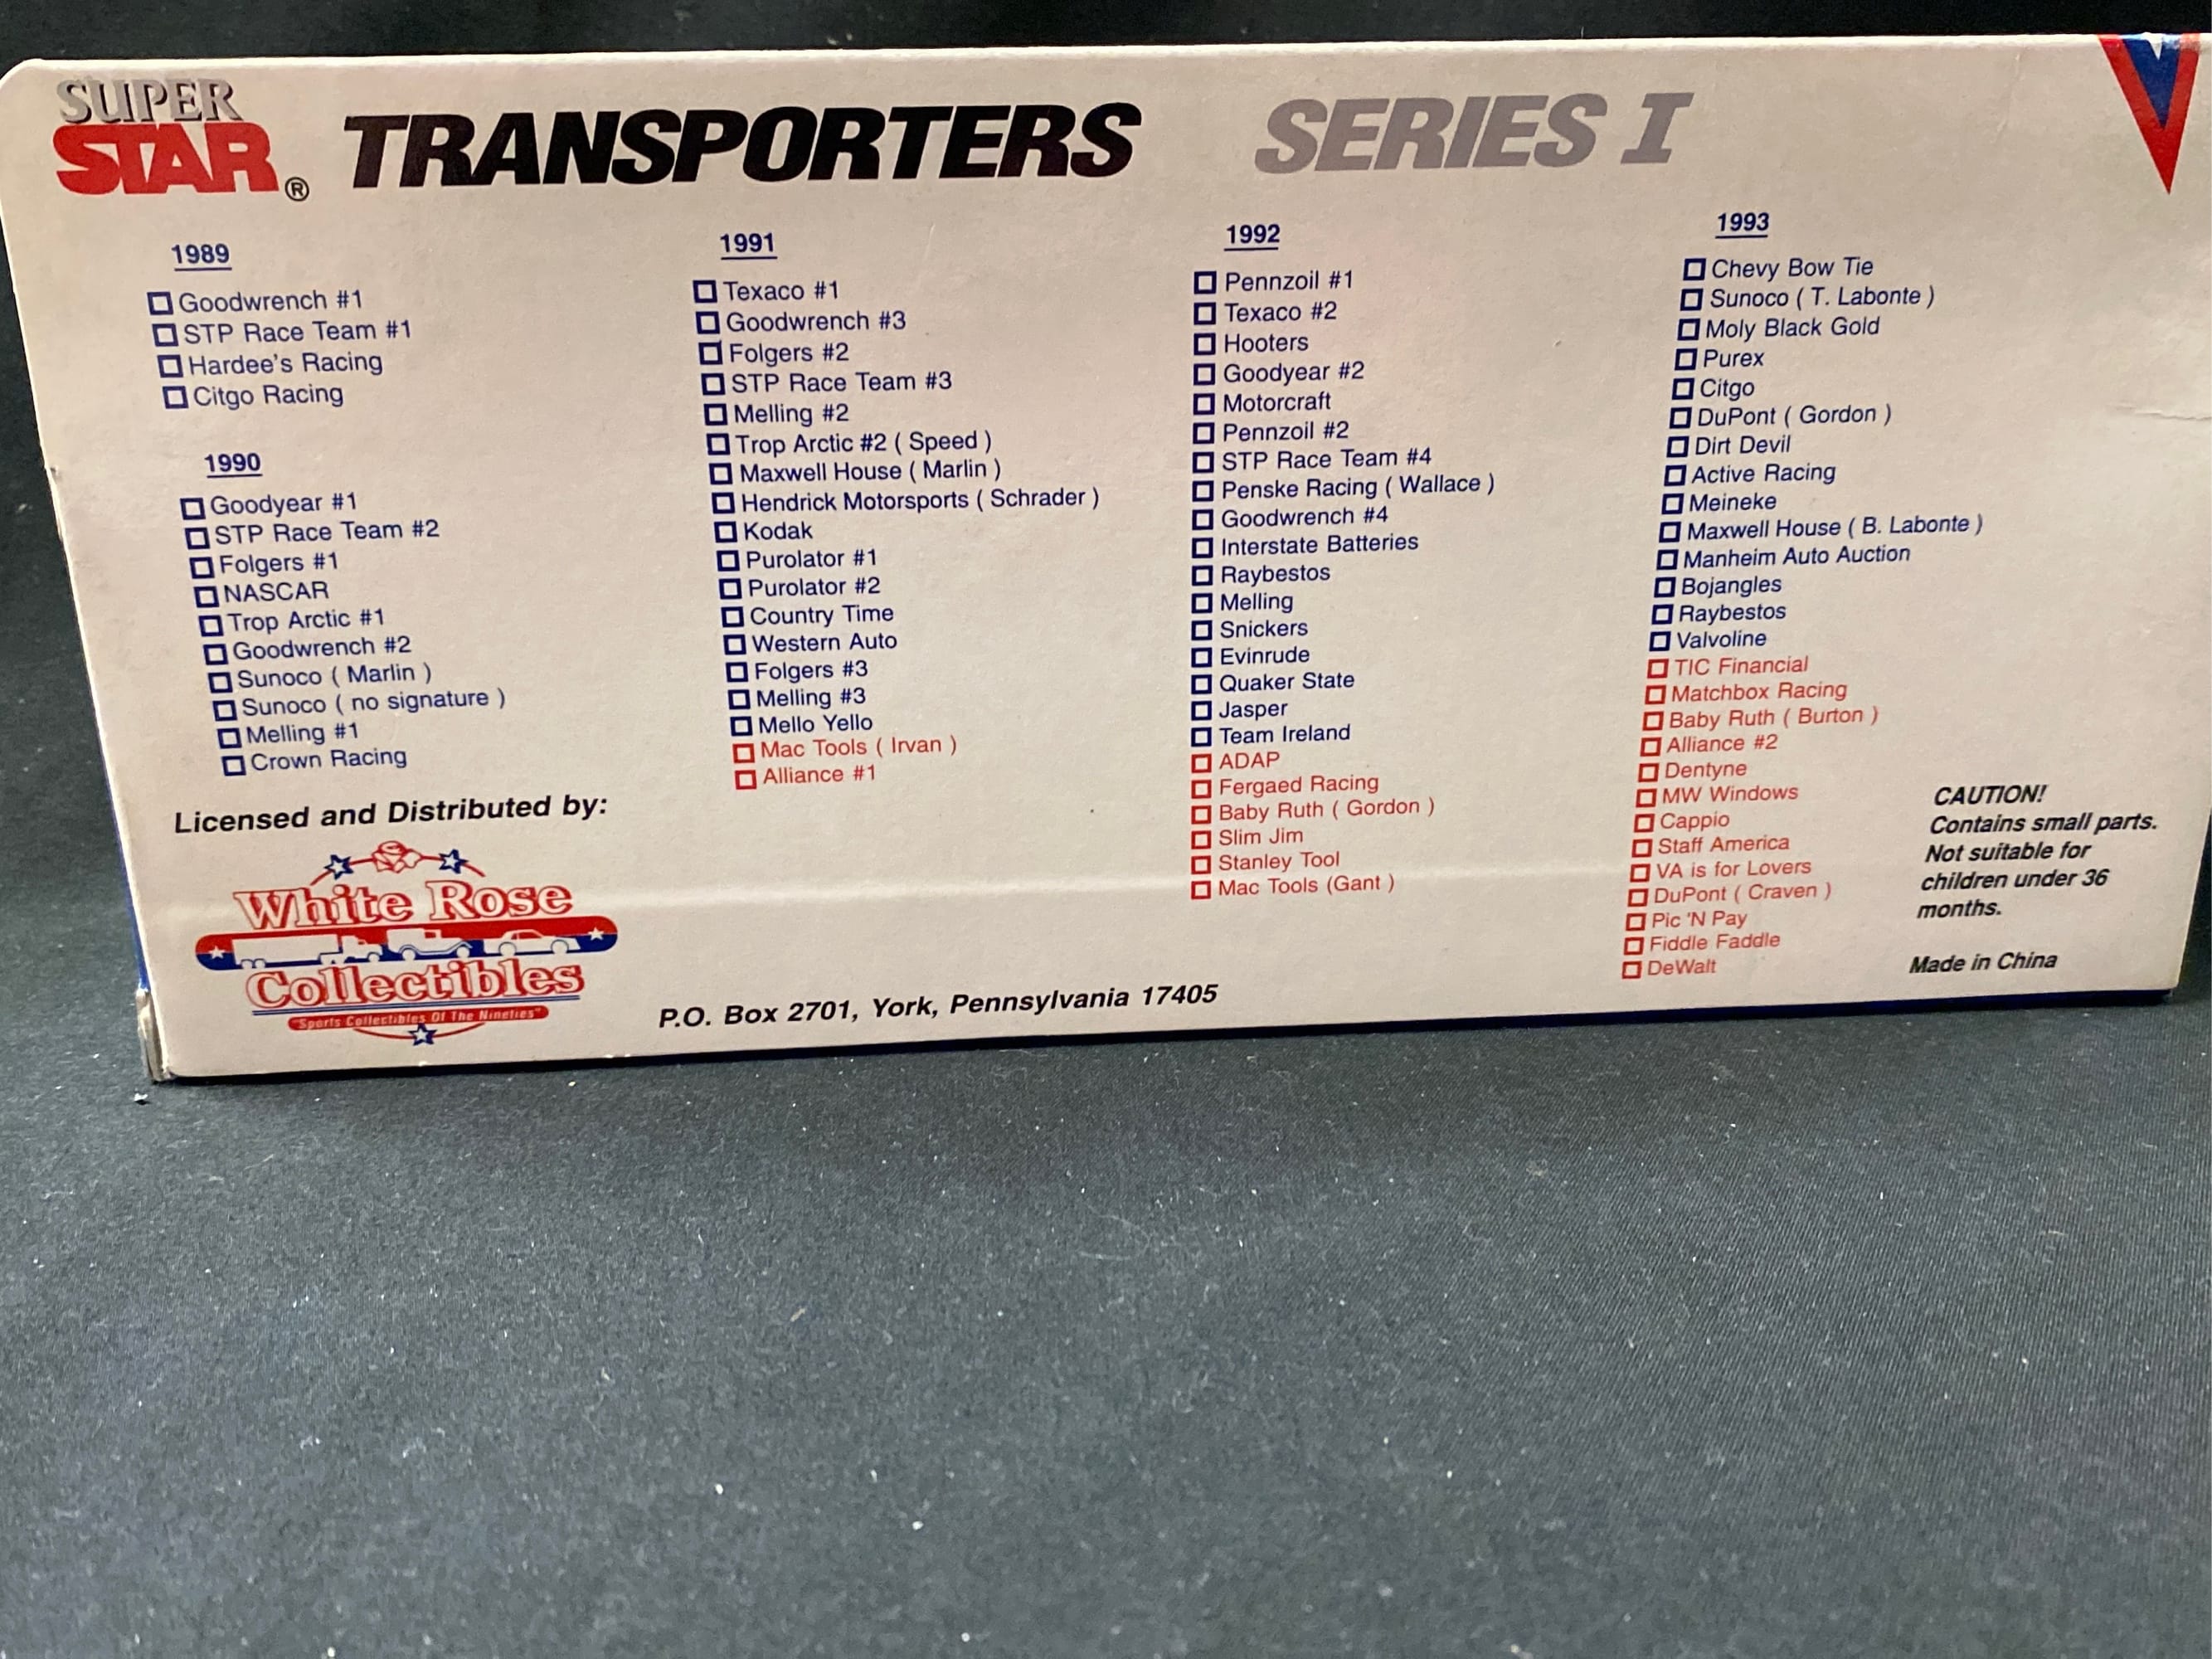 SUPER
STAR®
TRANSPORTERS
SERIES I
1989
Goodwrench #1
STP Race Team #1
Hardee's Racing
Citgo Racing
1990
Goodyear #1
STP Race Team #2
Folgers #1
NASCAR
Trop Arctic #1
Goodwrench #2
Sunoco ( Marlin )
Sunoco ( no signature )
Melling #1
Crown Racing
1991
Texaco #1
Goodwrench #3
Folgers #2
STP Race Team #3
Melling #2
Trop Arctic #2 ( Speed )
Maxwell House ( Marlin )
Hendrick Motorsports ( Schrader )
Kodak
Purolator #1
Purolator #2
Country Time
Western Auto
Folgers #3
Melling #3
Mello Yello
Mac Tools ( Irvan )
Alliance #1
1992
Pennzoil #1
Texaco #2
Hooters
Goodyear #2
Motorcraft
Pennzoil #2
STP Race Team #4
Penske Racing ( Wallace )
Goodwrench #4
Interstate Batteries
Raybestos
Melling
Snickers
Evinrude
Quaker State
Jasper
Team Ireland
ADAP
Fergaed Racing
Baby Ruth ( Gordon )
Slim Jim
Stanley Tool
Mac Tools (Gant )
1993
Chevy Bow Tie
Sunoco ( T. Labonte )
Moly Black Gold
Purex
Citgo
DuPont ( Gordon )
Dirt Devil
Active Racing
Meineke
Maxwell House ( B. Labonte )
Manheim Auto Auction
Bojangles
Raybestos
Valvoline
TIC Financial
Matchbox Racing
Baby Ruth ( Burton )
Alliance #2
Dentyne
MW Windows
Cappio
Staff America
VA is for Lovers
DuPont ( Craven )
Pic 'N Pay
Fiddle Faddle
DeWalt
CAUTION!
Contains small parts.
Not suitable for
children under 36
months.
Made in China
Licensed and Distributed by:
White Rose
Collectibles
"Sports Collectibles Of The Nineties"
P.O. Box 2701, York, Pennsylvania 17405